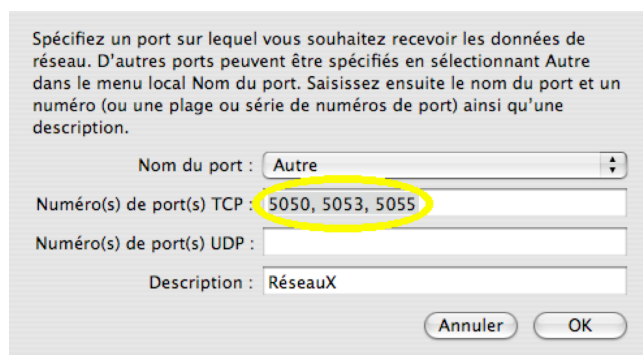 Spécifiez un port sur lequel vous souhaitez recevoir les données de
réseau. D'autres ports peuvent être spécifiés en sélectionnant Autre
dans le menu local Nom du port. Saisissez ensuite le nom du port et un
numéro (ou une plage ou série de numéros de port) ainsi qu'une
description.
Nom du port : Autre
Numéro(s) de port(s) TCP : 5050, 5053, 5055
Numéro(s) de port(s) UDP :
Description : RéseauX
Annuler OK